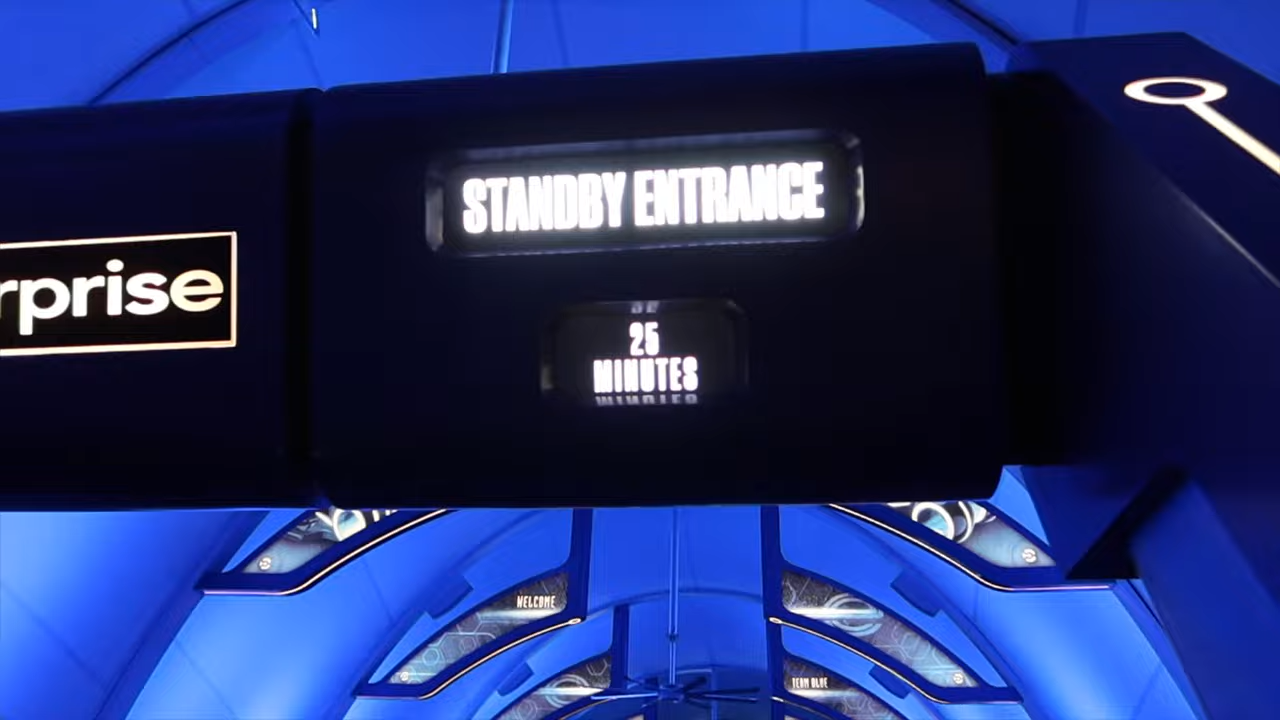 STANDBY ENTRANCE
rprise
25
MINUTES
WELCOME
TEAM BLUE